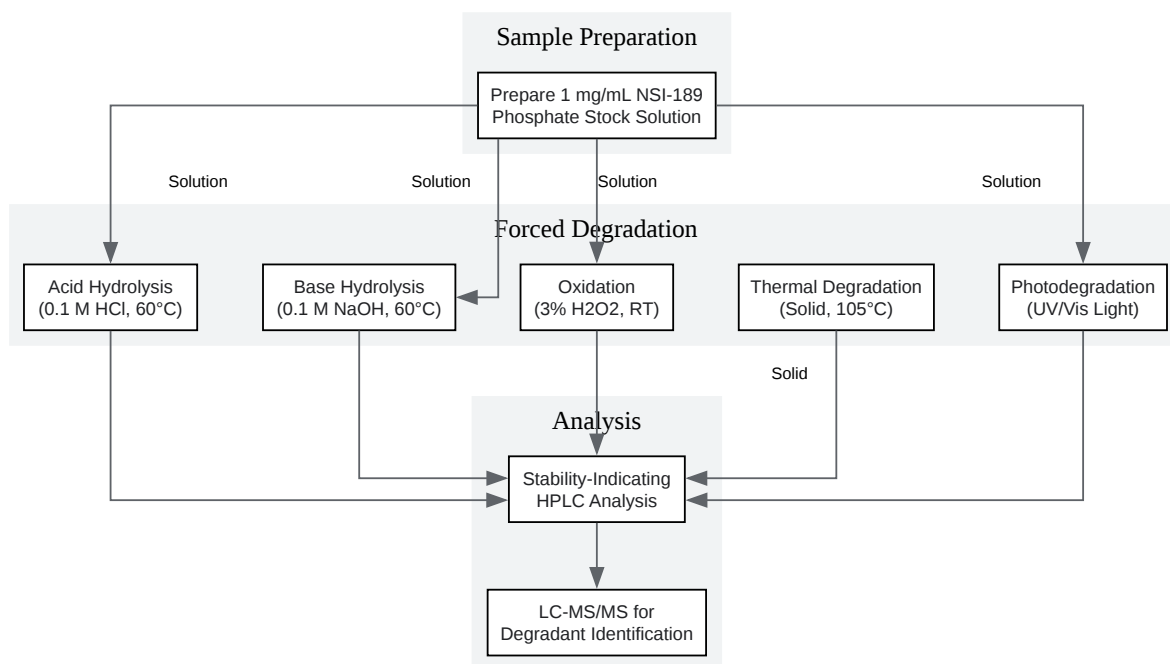 Sample Preparation
Prepare 1 mg/mL NSI-189
Phosphate Stock Solution
Solution
Solution
Solution
Solution
Forced Degradation
Acid Hydrolysis
(0.1 M HCl, 60°C)
Base Hydrolysis
(0.1 M NaOH, 60°C)
Oxidation
(3% H2O2, RT)
Thermal Degradation
(Solid, 105°C)
Photodegradation
(UV/Vis Light)
Solid
Analysis
Stability-Indicating
HPLC Analysis
LC-MS/MS for
Degradant Identification